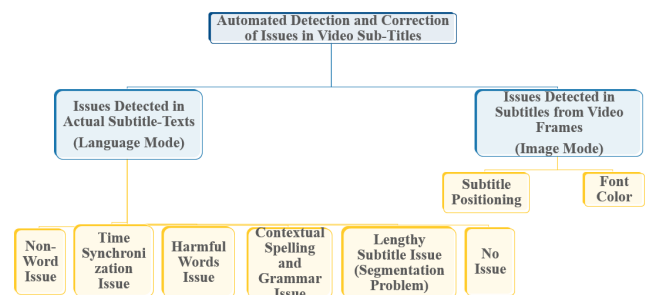 Automated Detection and Correction
of Issues in Video Sub-Titles
Issues Detected in
Actual Subtitle-Texts
(Language Mode)
Issues Detected in
Subtitles from Video
Frames
(Image Mode)
Subtitle
Positioning
Font
Color
Non-
Word
Issue
Time
Synchroni
zation
Issue
Harmful
Words
Issue
Contextual
Spelling
and
Grammar
Issue
Lengthy
Subtitle Issue
(Segmentation
Problem)
No
Issue